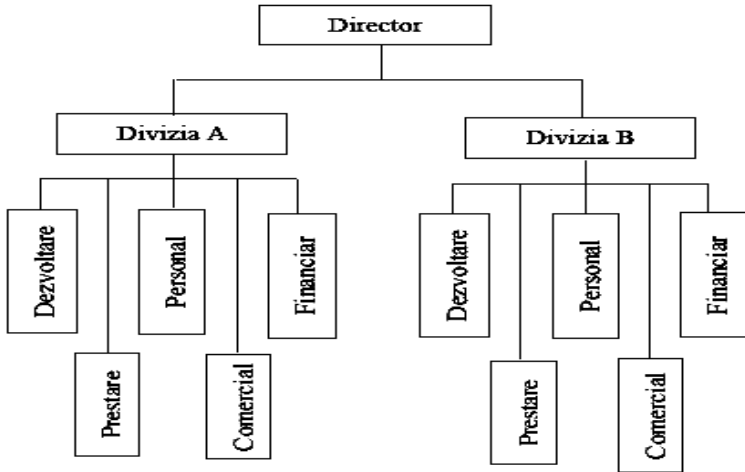 Director
Divizia A
Divizia B
Dezvoltare
Prestare
Personal
Comercial
Financiar
Dezvoltare
Prestare
Personal
Comercial
Financiar